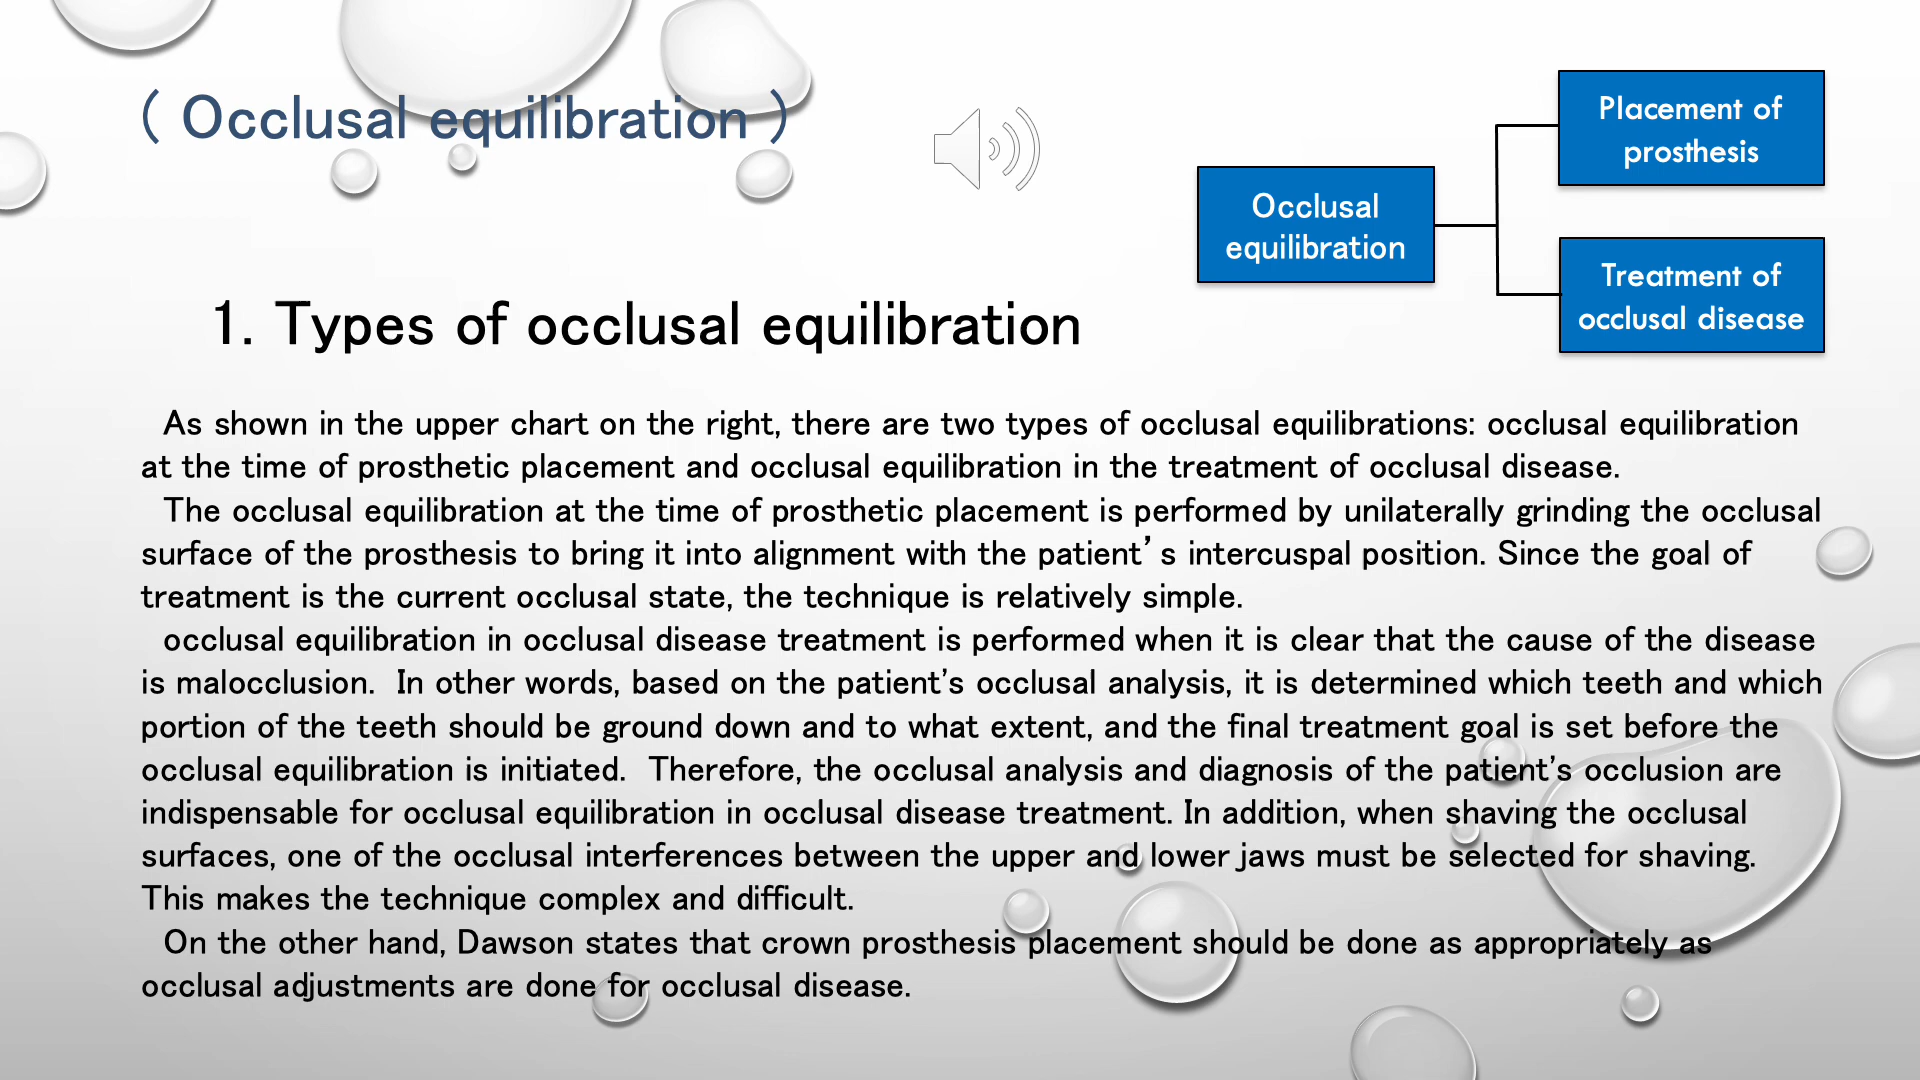 ( Occlusal equilibration )
Placement of
prosthesis
Occlusal
equilibration
Treatment of
occlusal disease
1. Types of occlusal equilibration
As shown in the upper chart on the right, there are two types of occlusal equilibrations: occlusal equilibration
at the time of prosthetic placement and occlusal equilibration in the treatment of occlusal disease.
The occlusal equilibration at the time of prosthetic placement is performed by unilaterally grinding the occlusal
surface of the prosthesis to bring it into alignment with the patient’s intercuspal position. Since the goal of
treatment is the current occlusal state, the technique is relatively simple.
occlusal equilibration in occlusal disease treatment is performed when it is clear that the cause of the disease
is malocclusion.  In other words, based on the patient's occlusal analysis, it is determined which teeth and which
portion of the teeth should be ground down and to what extent, and the final treatment goal is set before the
occlusal equilibration is initiated.  Therefore, the occlusal analysis and diagnosis of the patient's occlusion are
indispensable for occlusal equilibration in occlusal disease treatment. In addition, when shaving the occlusal
surfaces, one of the occlusal interferences between the upper and lower jaws must be selected for shaving.
This makes the technique complex and difficult.
On the other hand, Dawson states that crown prosthesis placement should be done as appropriately as
occlusal adjustments are done for occlusal disease.